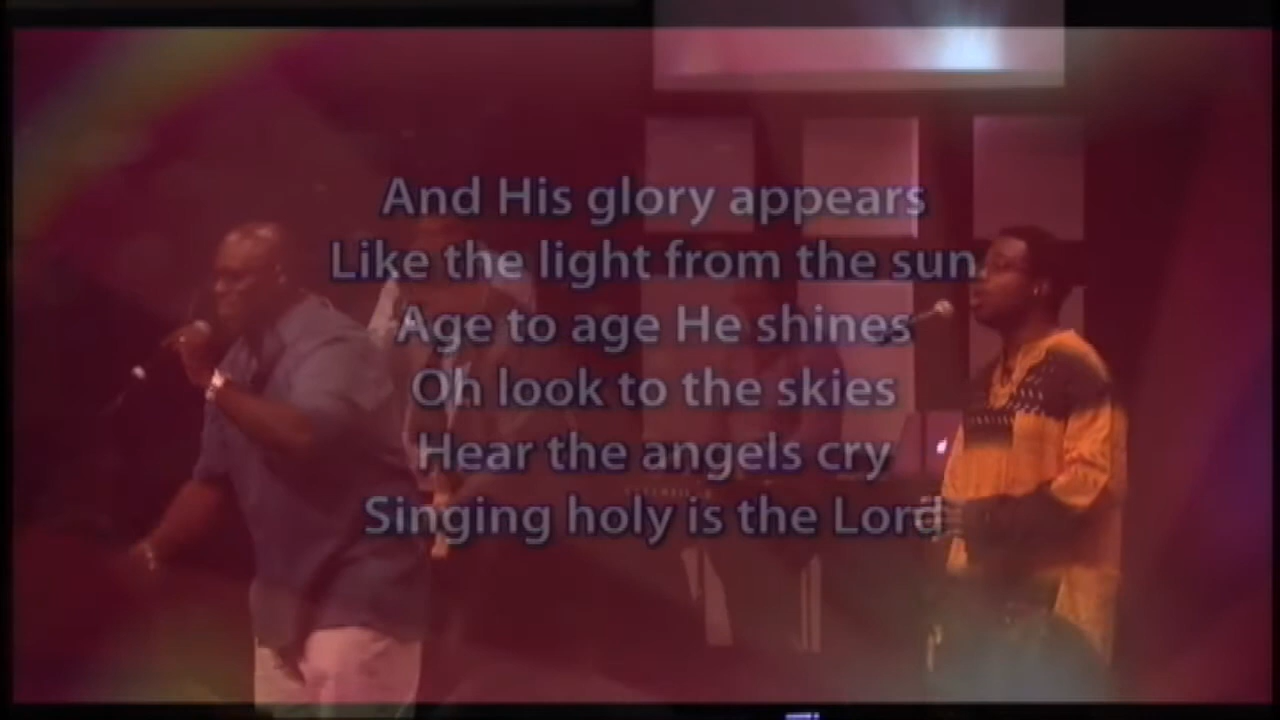 And His glory appears
Like the light from the sun
Age to age He shines
Oh look to the skies
Hear the angels cry
Singing holy is the Lord